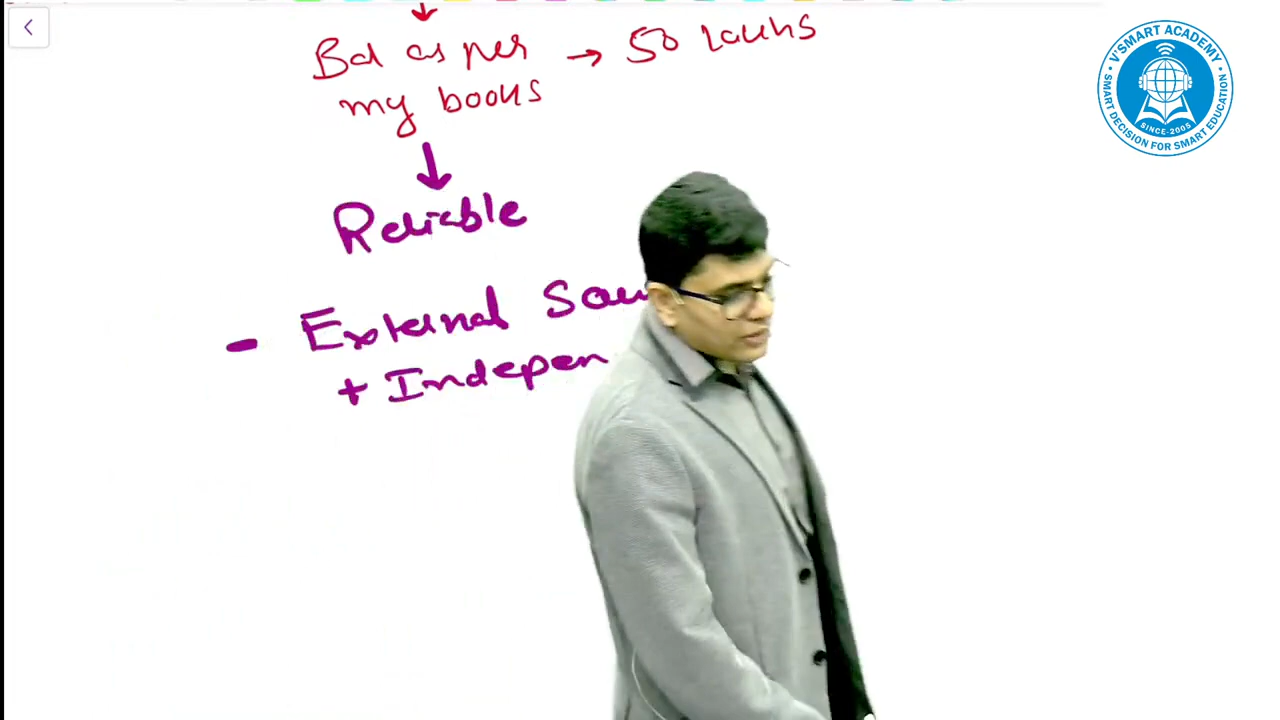 Bal as per → 50 lakhs
my books
Reliable
- External Sou
+ Indepen
V'SMART ACADEMY
SMART DECISION FOR SMART EDUCATION
SINCE-2005